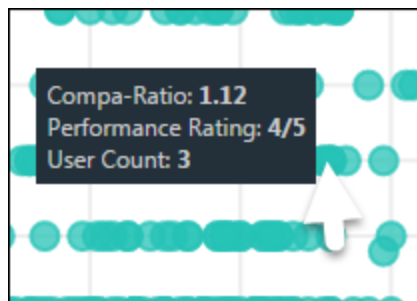 Compa-Ratio: 1.12
Performance Rating: 4/5
User Count: 3